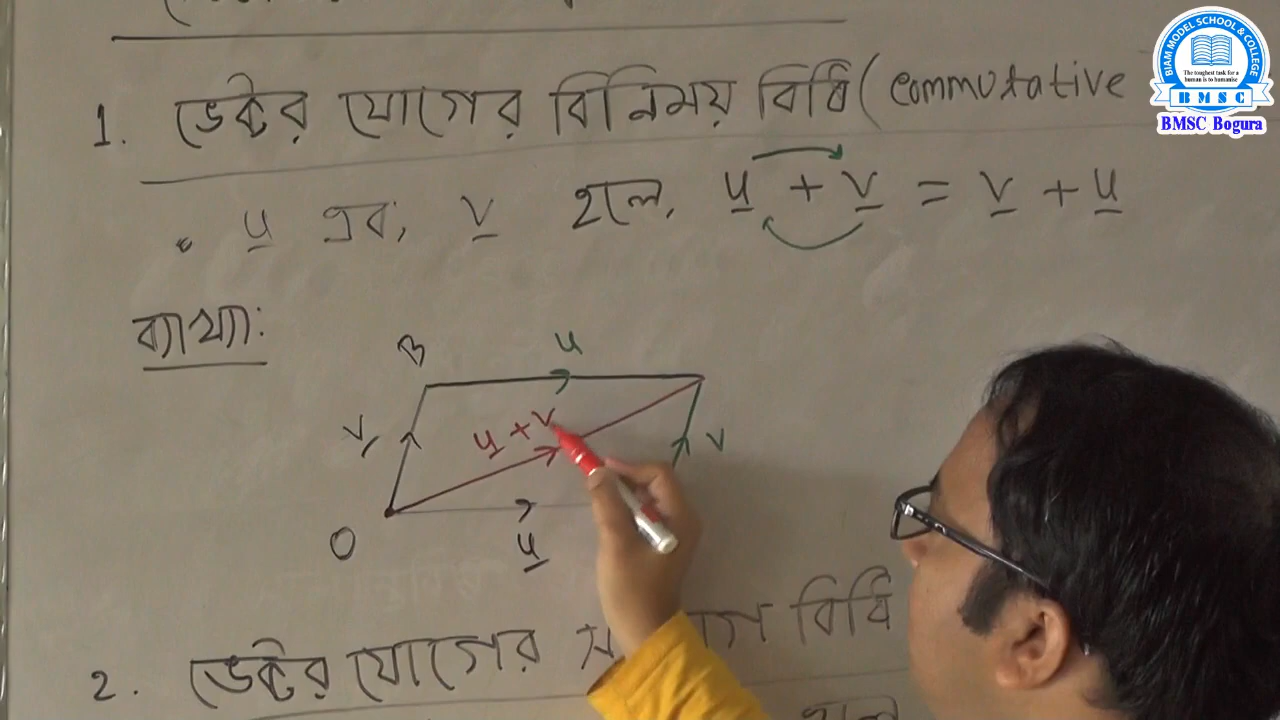 1. ভেক্টর যোগের বিনিময় বিধি (commutative
• u এবং v হলে, u + v = v + u
ব্যাখ্যা:
B
u
v
u + v
v
O
u
2. ভেক্টর যোগের বিধি
হলে
BIAM MODEL SCHOOL & COLLEGE
The toughest task for a
human is to humanise
BMSC
BMSC Bogura